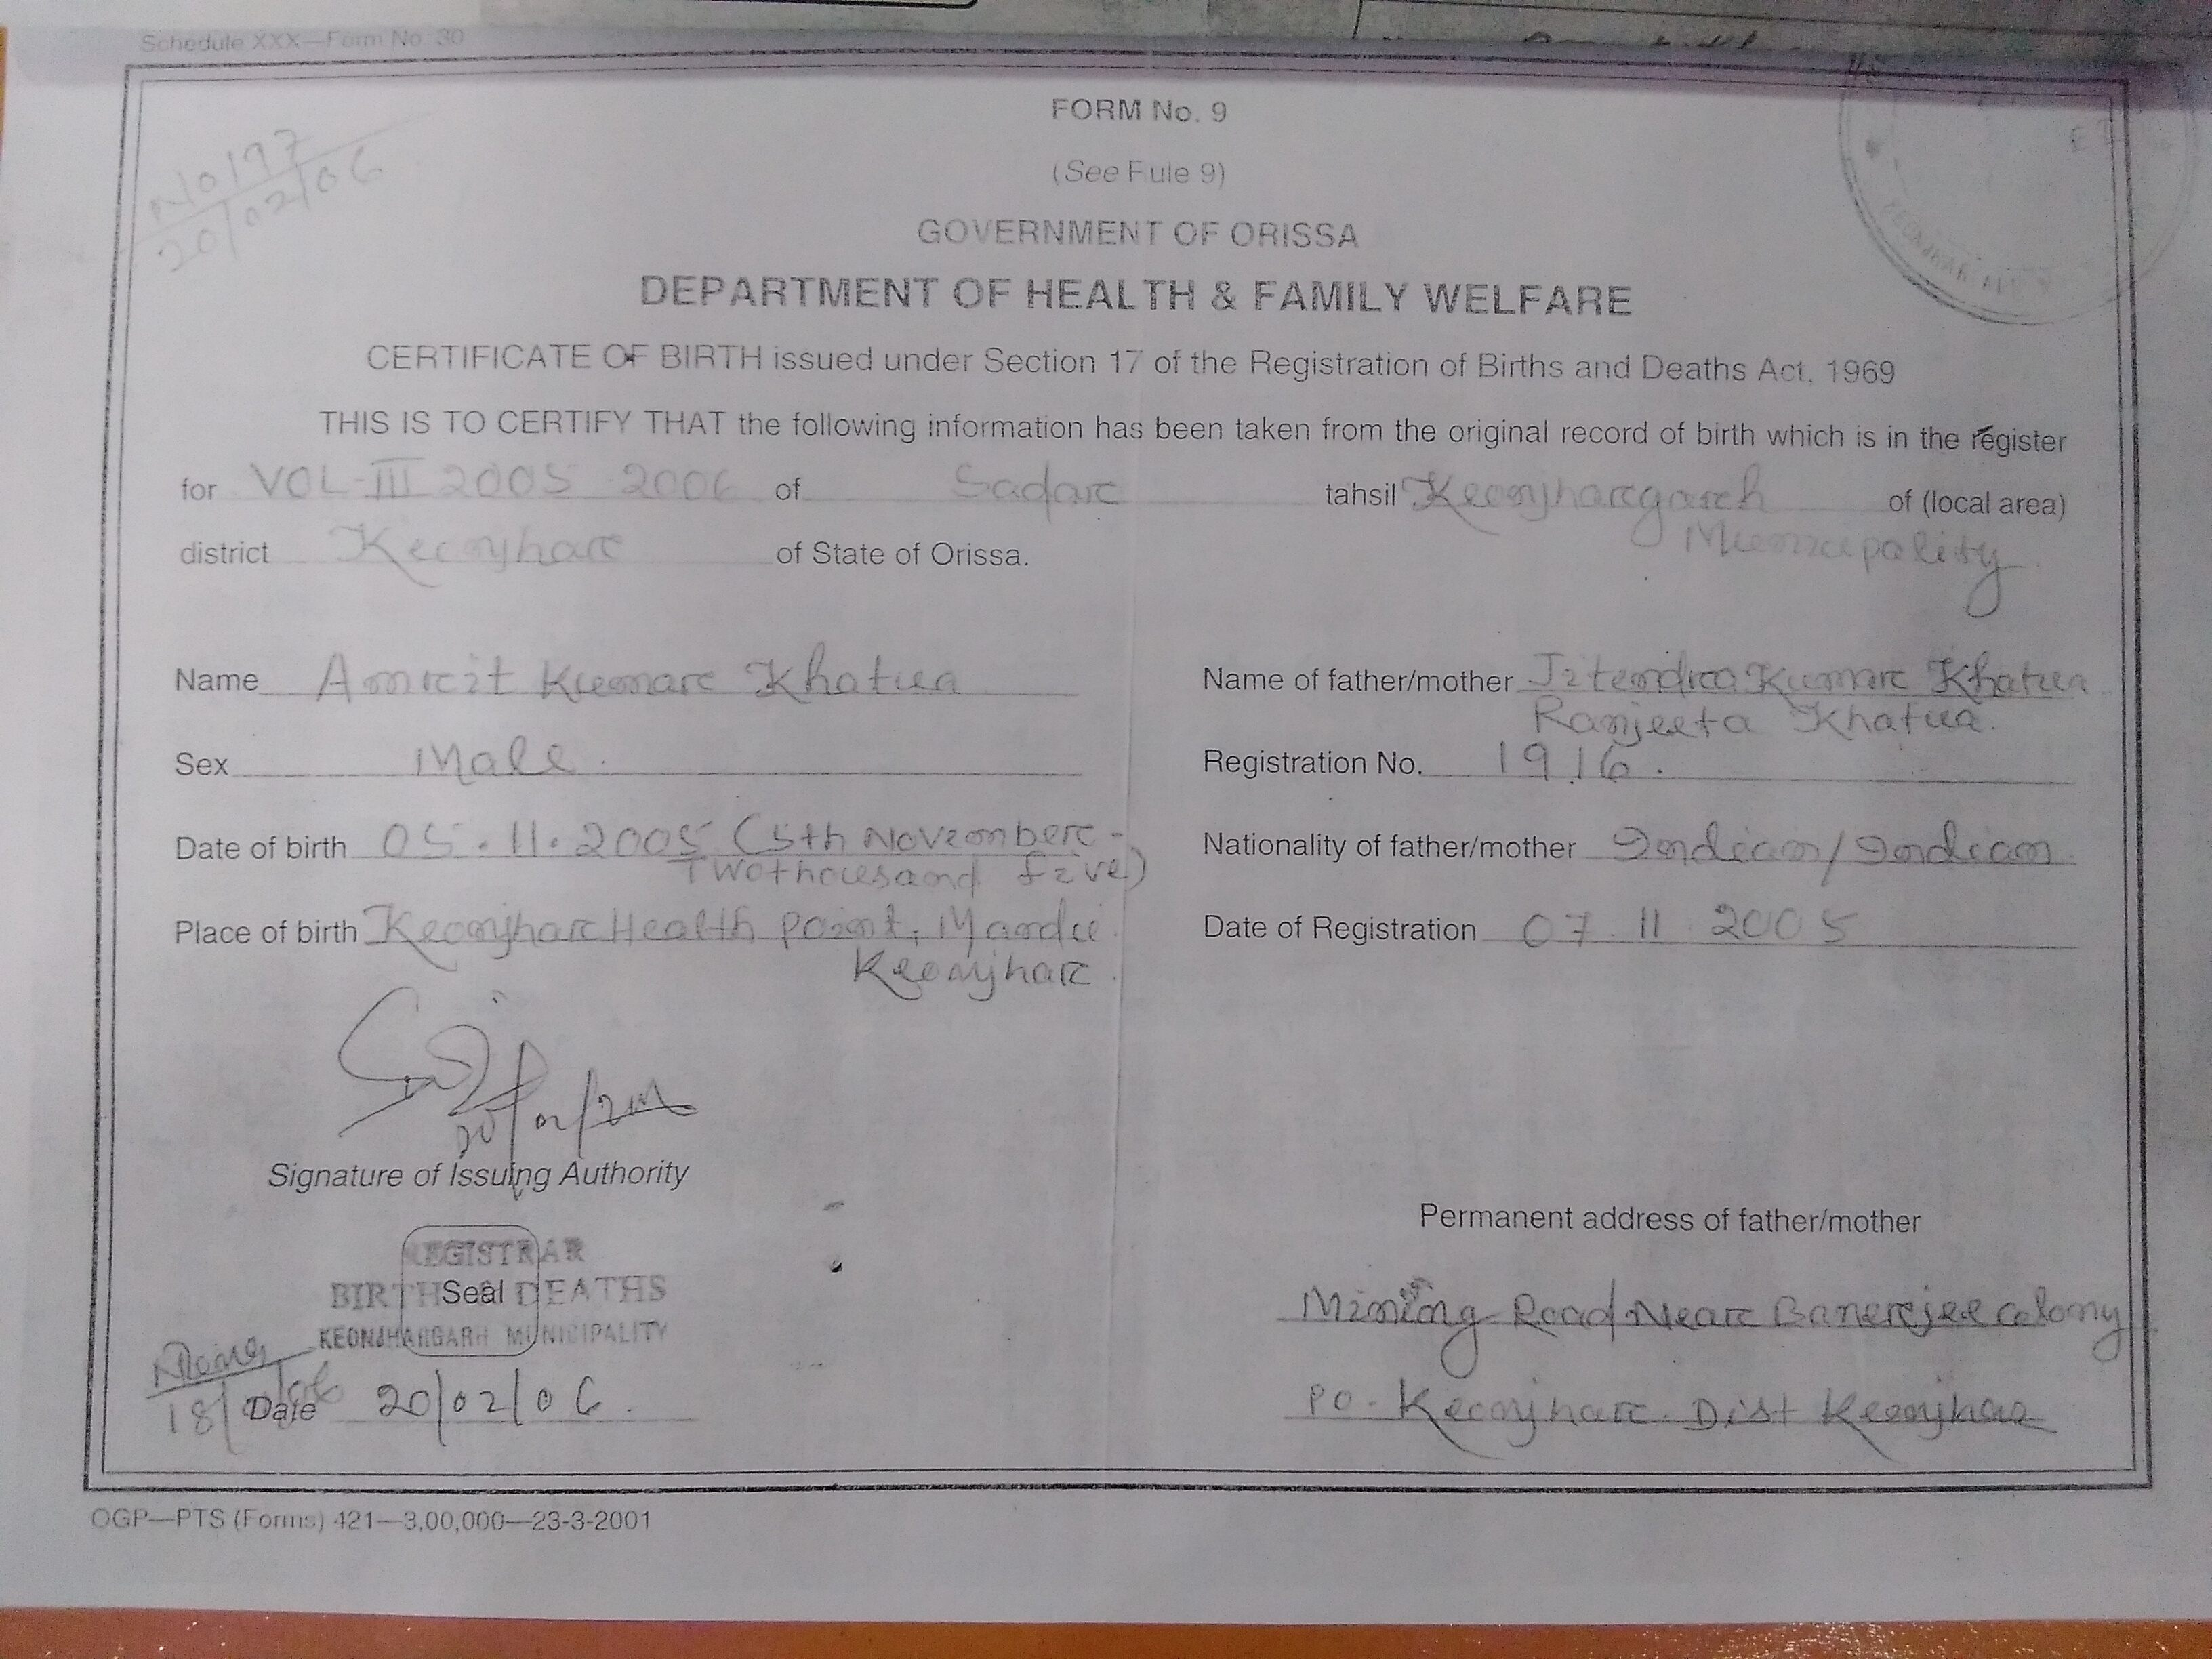 Schedule XXX—Form No. 30
FORM No. 9
(See Rule 9)
No 197
20/02/06
GOVERNMENT OF ORISSA
DEPARTMENT OF HEALTH & FAMILY WELFARE
CERTIFICATE OF BIRTH issued under Section 17 of the Registration of Births and Deaths Act, 1969
THIS IS TO CERTIFY THAT the following information has been taken from the original record of birth which is in the register
for VOL-III 2005 2006 of Sadar tahsil Keonjhargarh of (local area)
Municipality
district Keonjhar of State of Orissa.
Name Amrit Kumar Khatua
Name of father/mother Jitendra Kumar Khatua
Ranjeeta Khatua.
Sex Male.
Registration No. 1916.
Date of birth 05.11.2005 (5th November-
Twothousand five)
Nationality of father/mother Indian/Indian
Place of birth Keonjhar Health point, Mandu
Keonjhar.
Date of Registration 07.11 2005
Signature of Issuing Authority
Permanent address of father/mother
REGISTRAR
BIRTH & DEATHS
Seal
KEONJHARGARH MUNICIPALITY
Mining Road Near Banerjee colony
Date 20/02/06.
PO-Keonjhar. Dist Keonjhar
OGP—PTS (Forms) 421—3,00,000—23-3-2001